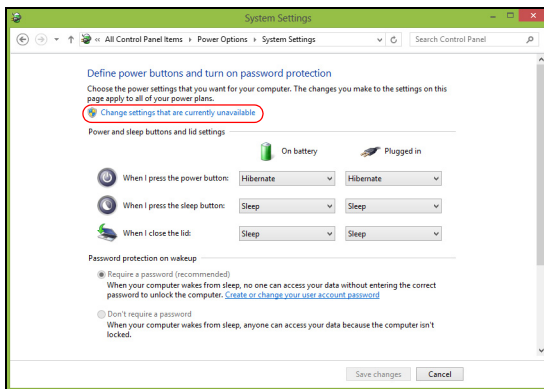 System Settings
« All Control Panel Items ▸ Power Options ▸ System Settings
Search Control Panel
Define power buttons and turn on password protection
Choose the power settings that you want for your computer. The changes you make to the settings on this
page apply to all of your power plans.
Change settings that are currently unavailable
Power and sleep buttons and lid settings
On battery Plugged in
When I press the power button: Hibernate Hibernate
When I press the sleep button: Sleep Sleep
When I close the lid: Sleep Sleep
Password protection on wakeup
Require a password (recommended)
When your computer wakes from sleep, no one can access your data without entering the correct
password to unlock the computer. Create or change your user account password
Don't require a password
When your computer wakes from sleep, anyone can access your data because the computer isn't
locked.
Save changes Cancel